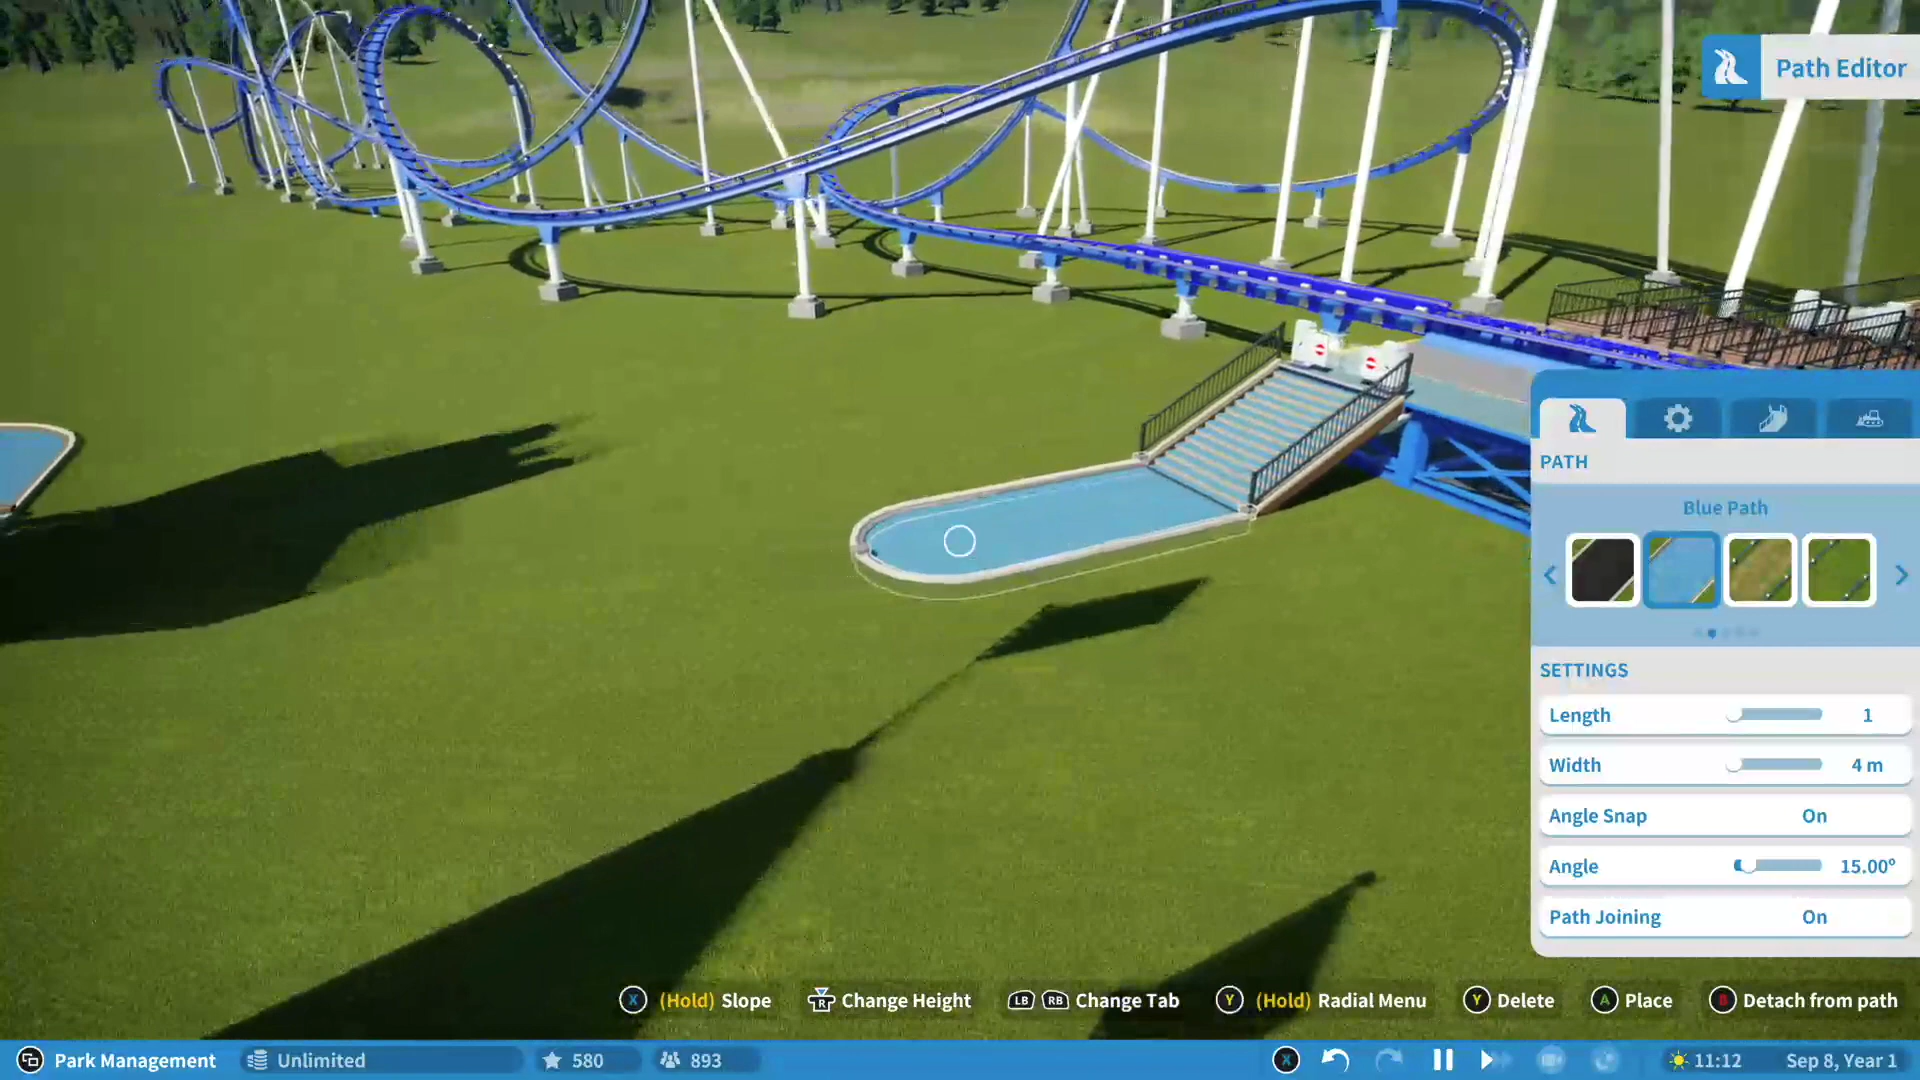 Path Editor
PATH
Blue Path
SETTINGS
Length 1
Width 4 m
Angle Snap On
Angle 15.00°
Path Joining On
X (Hold) Slope R Change Height LB RB Change Tab Y (Hold) Radial Menu Y Delete A Place B Detach from path
Park Management Unlimited 580 893 X 11:12 Sep 8, Year 1